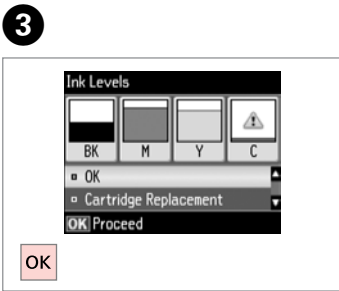 3
Ink Levels
BK M Y C
OK
Cartridge Replacement
OK Proceed
OK